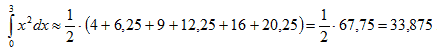 ∫₀³ x²dx ≈ 1/2 · (4 + 6,25 + 9 + 12,25 + 16 + 20,25) = 1/2 · 67,75 = 33,875